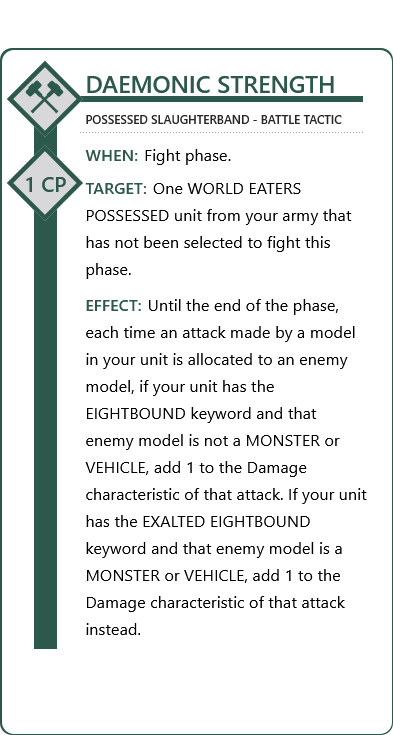 DAEMONIC STRENGTH
POSSESSED SLAUGHTERBAND - BATTLE TACTIC
WHEN: Fight phase.
1 CP
TARGET: One WORLD EATERS
POSSESSED unit from your army that
has not been selected to fight this
phase.
EFFECT: Until the end of the phase,
each time an attack made by a model
in your unit is allocated to an enemy
model, if your unit has the
EIGHTBOUND keyword and that
enemy model is not a MONSTER or
VEHICLE, add 1 to the Damage
characteristic of that attack. If your unit
has the EXALTED EIGHTBOUND
keyword and that enemy model is a
MONSTER or VEHICLE, add 1 to the
Damage characteristic of that attack
instead.